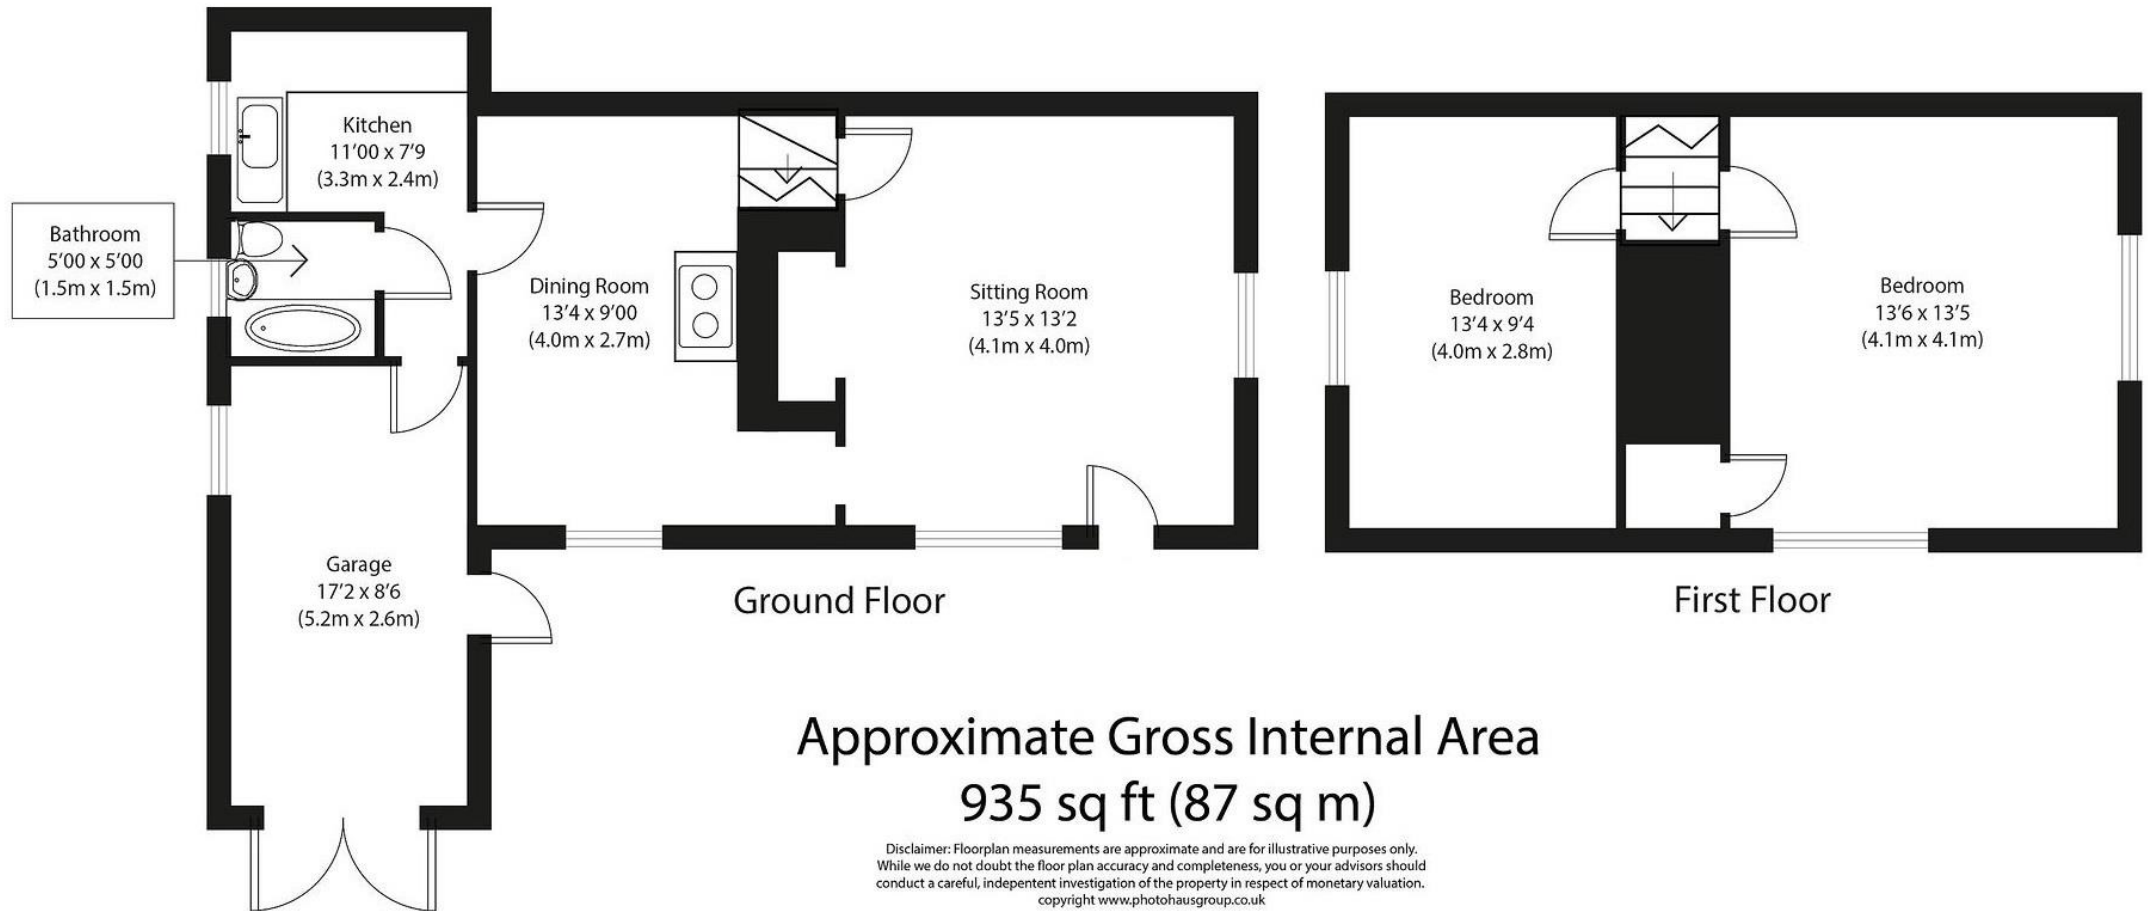 Kitchen
11'00 x 7'9
(3.3m x 2.4m)
Bathroom
5'00 x 5'00
(1.5m x 1.5m)
Dining Room
13'4 x 9'00
(4.0m x 2.7m)
Sitting Room
13'5 x 13'2
(4.1m x 4.0m)
Bedroom
13'4 x 9'4
(4.0m x 2.8m)
Bedroom
13'6 x 13'5
(4.1m x 4.1m)
Garage
17'2 x 8'6
(5.2m x 2.6m)
Ground Floor
First Floor
Approximate Gross Internal Area
935 sq ft (87 sq m)
Disclaimer: Floorplan measurements are approximate and are for illustrative purposes only.
While we do not doubt the floor plan accuracy and completeness, you or your advisors should
conduct a careful, indepentent investigation of the property in respect of monetary valuation.
copyright www.photohausgroup.co.uk